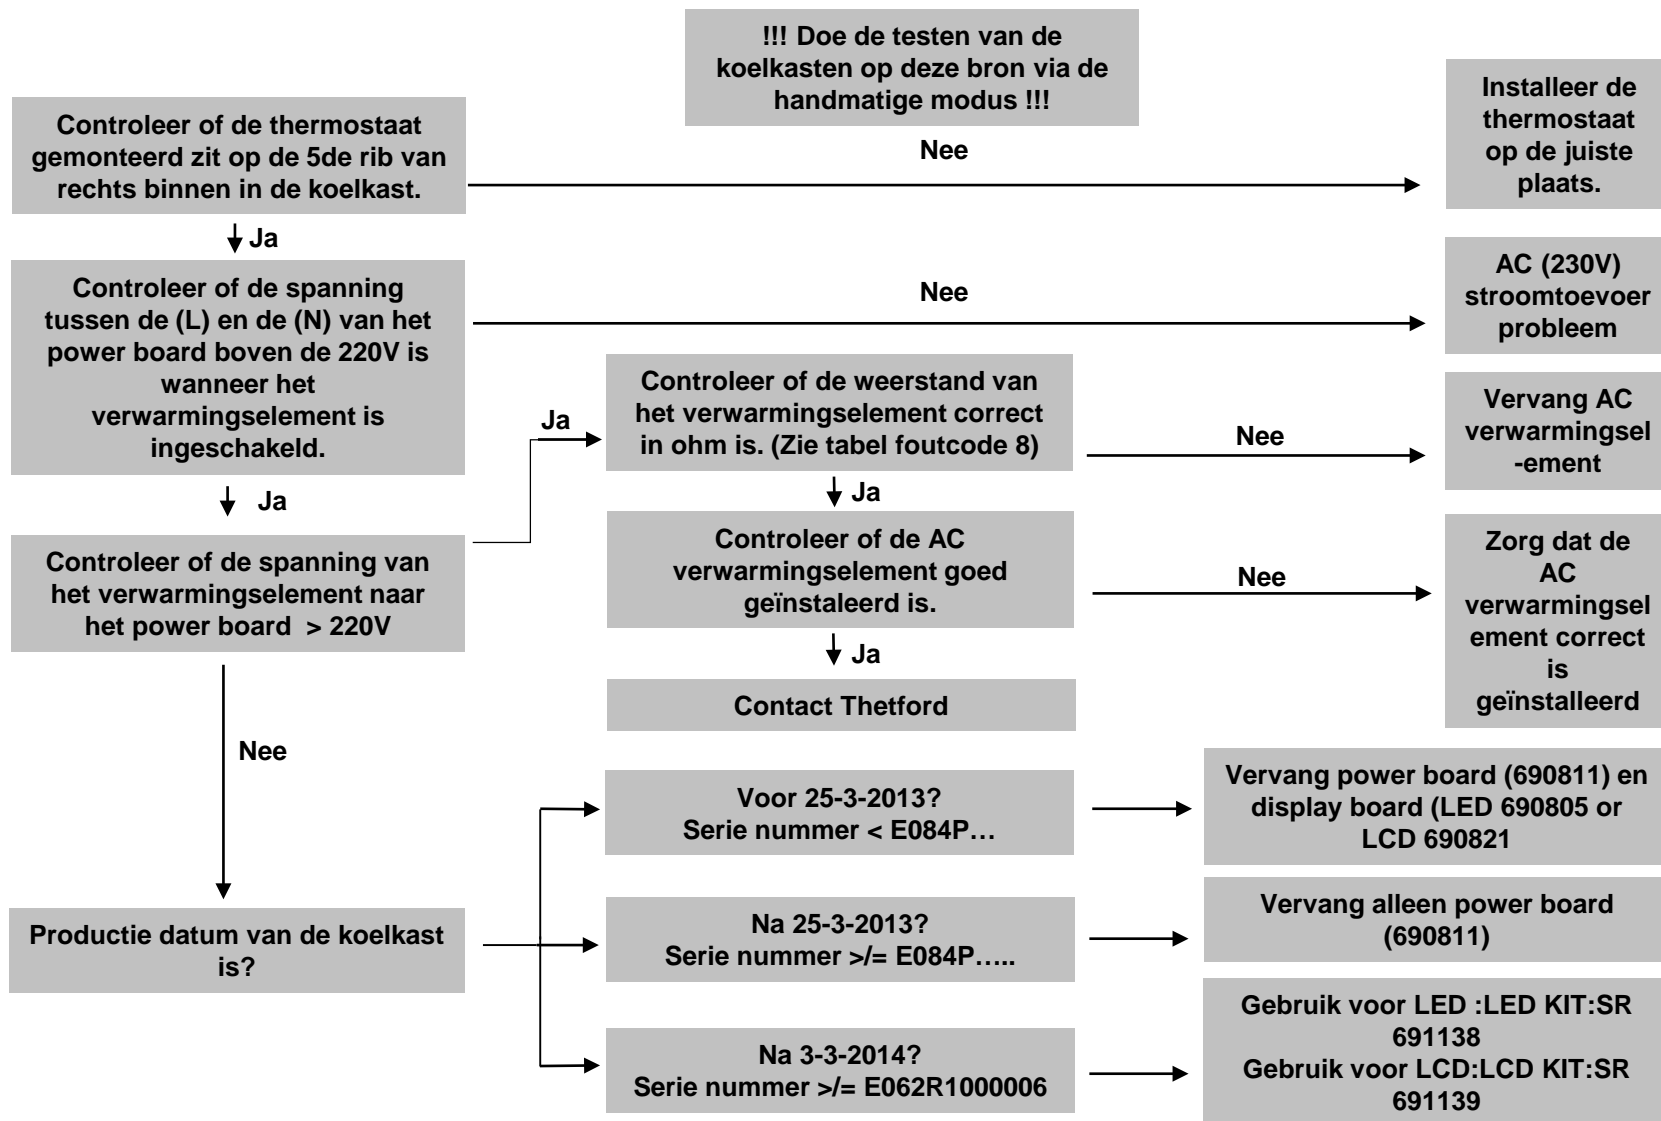 !!! Doe de testen van de
koelkasten op deze bron via de
handmatige modus !!!
Controleer of de thermostaat
gemonteerd zit op de 5de rib van
rechts binnen in de koelkast.
Nee
Installeer de
thermostaat
op de juiste
plaats.
Ja
Controleer of de spanning
tussen de (L) en de (N) van het
power board boven de 220V is
wanneer het
verwarmingselement is
ingeschakeld.
Nee
AC (230V)
stroomtoevoer
probleem
Ja
Controleer of de spanning van
het verwarmingselement naar
het power board > 220V
Ja
Controleer of de weerstand van
het verwarmingselement correct
in ohm is. (Zie tabel foutcode 8)
Nee
Vervang AC
verwarmingsel
-ement
Ja
Controleer of de AC
verwarmingselement goed
geïnstaleerd is.
Nee
Zorg dat de
AC
verwarmingsel
ement correct
is
geïnstalleerd
Ja
Contact Thetford
Nee
Productie datum van de koelkast
is?
Voor 25-3-2013?
Serie nummer < E084P…
Vervang power board (690811) en
display board (LED 690805 or
LCD 690821
Na 25-3-2013?
Serie nummer >/= E084P…..
Vervang alleen power board
(690811)
Na 3-3-2014?
Serie nummer >/= E062R1000006
Gebruik voor LED :LED KIT:SR
691138
Gebruik voor LCD:LCD KIT:SR
691139